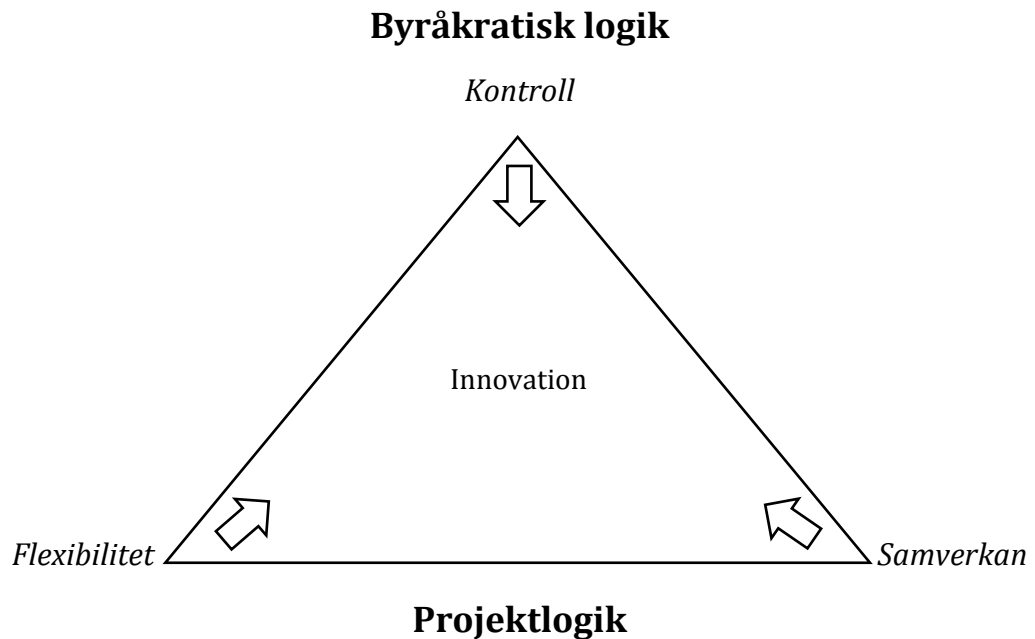 Byråkratisk logik
Kontroll
Innovation
Flexibilitet
Samverkan
Projektlogik